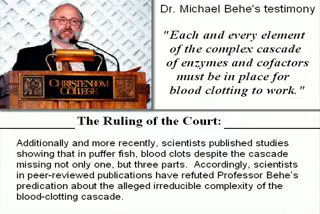 Dr. Michael Behe's testimony
"Each and every element
of the complex cascade
of enzymes and cofactors
must be in place for
blood clotting to work."
CHRISTENDOM
COLLEGE
The Ruling of the Court:
Additionally and more recently, scientists published studies
showing that in puffer fish, blood clots despite the cascade
missing not only one, but three parts. Accordingly, scientists
in peer-reviewed publications have refuted Professor Behe's
predication about the alleged irreducible complexity of the
blood-clotting cascade.